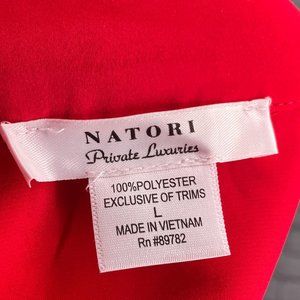 NATORI
Private Luxuries
100%POLYESTER
EXCLUSIVE OF TRIMS
L
MADE IN VIETNAM
Rn #89782